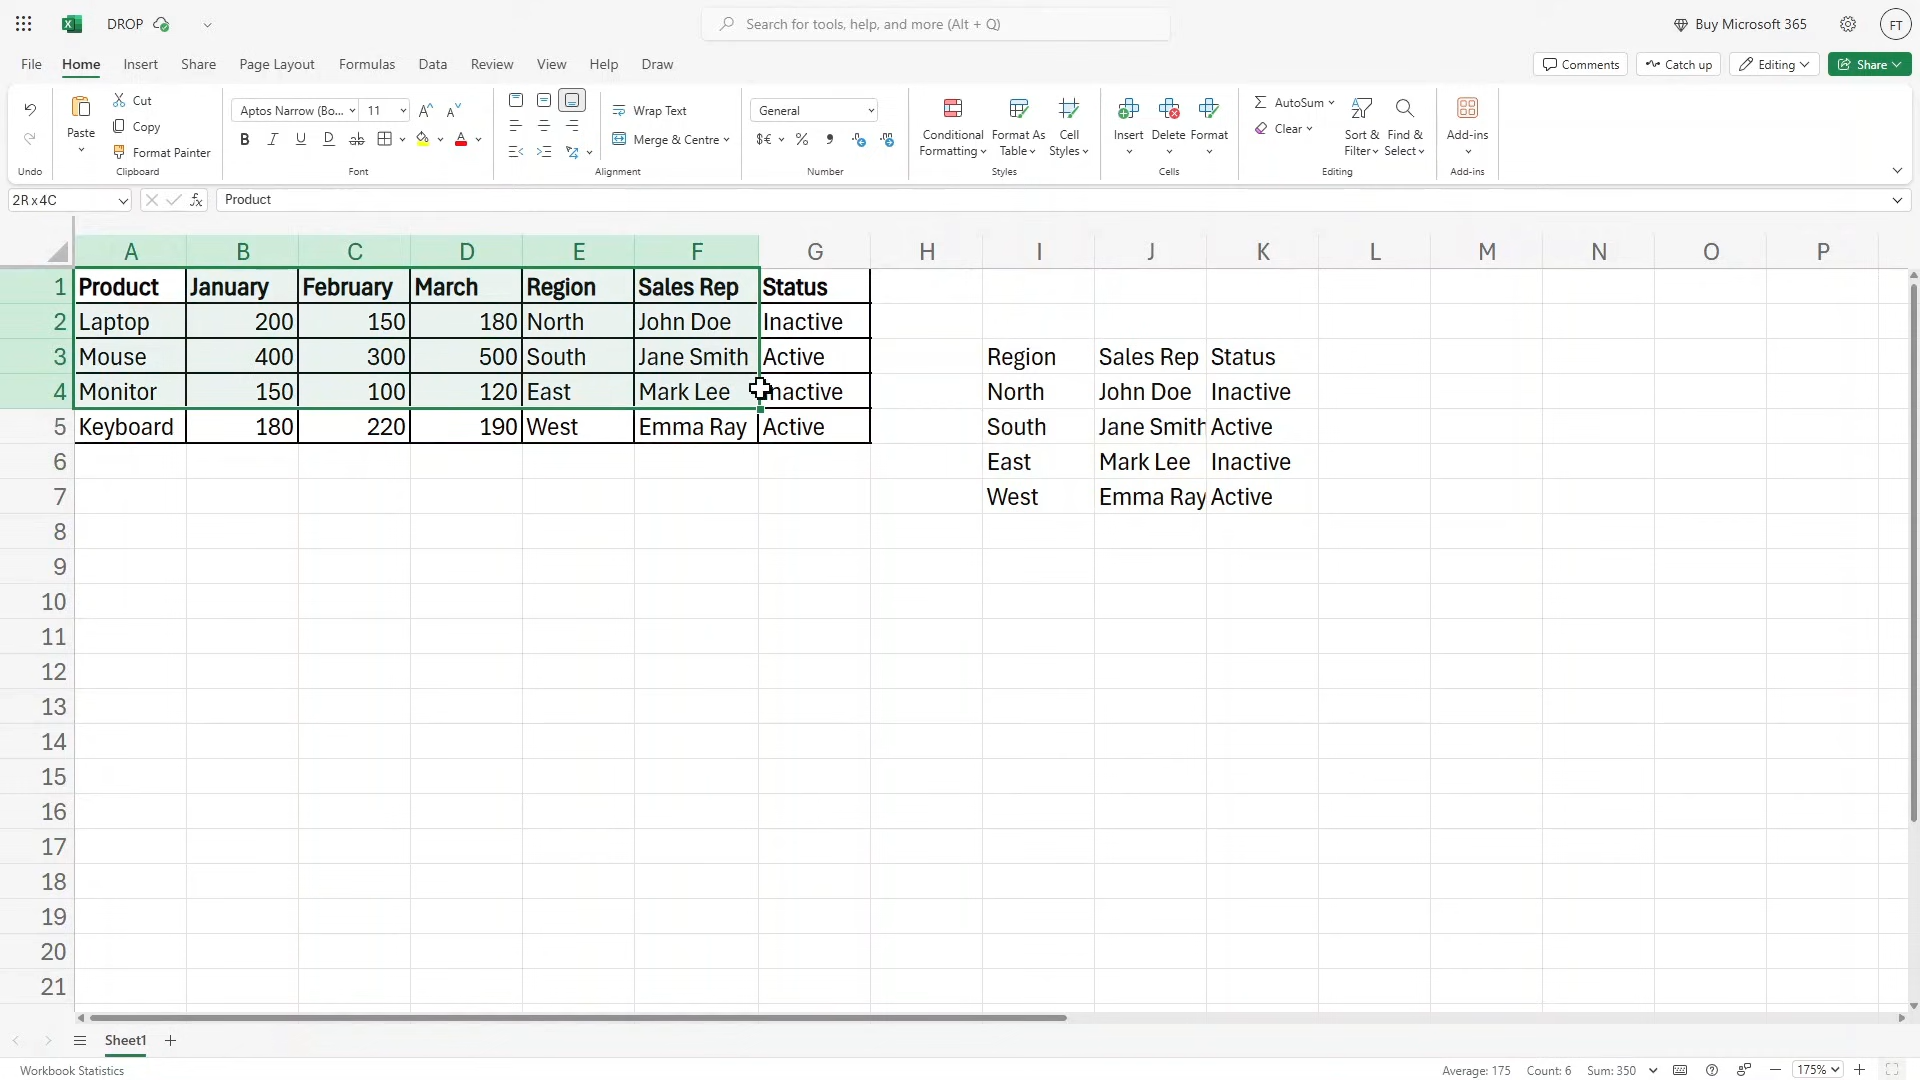 DROP
Search for tools, help, and more (Alt + Q)
Buy Microsoft 365
FT
File Home Insert Share Page Layout Formulas Data Review View Help Draw
Comments Catch up Editing Share
Paste Cut
Copy
Format Painter
Aptos Narrow (Bo... 11
Wrap Text
Merge & Centre
General
Conditional Formatting
Format As Table
Cell Styles
Insert Delete Format
AutoSum
Clear
Sort & Filter
Find & Select
Add-ins
Undo Clipboard Font Alignment Number Styles Cells Editing Add-ins
2R x 4C fx Product
A B C D E F G H I J K L M N O P
1 Product January February March Region Sales Rep Status
2 Laptop 200 150 180 North John Doe Inactive
3 Mouse 400 300 500 South Jane Smith Active Region Sales Rep Status
4 Monitor 150 100 120 East Mark Lee Inactive North John Doe Inactive
5 Keyboard 180 220 190 West Emma Ray Active South Jane Smith Active
6 East Mark Lee Inactive
7 West Emma Ray Active
8
9
10
11
12
13
14
15
16
17
18
19
20
21
Sheet1
Workbook Statistics Average: 175 Count: 6 Sum: 350 175%